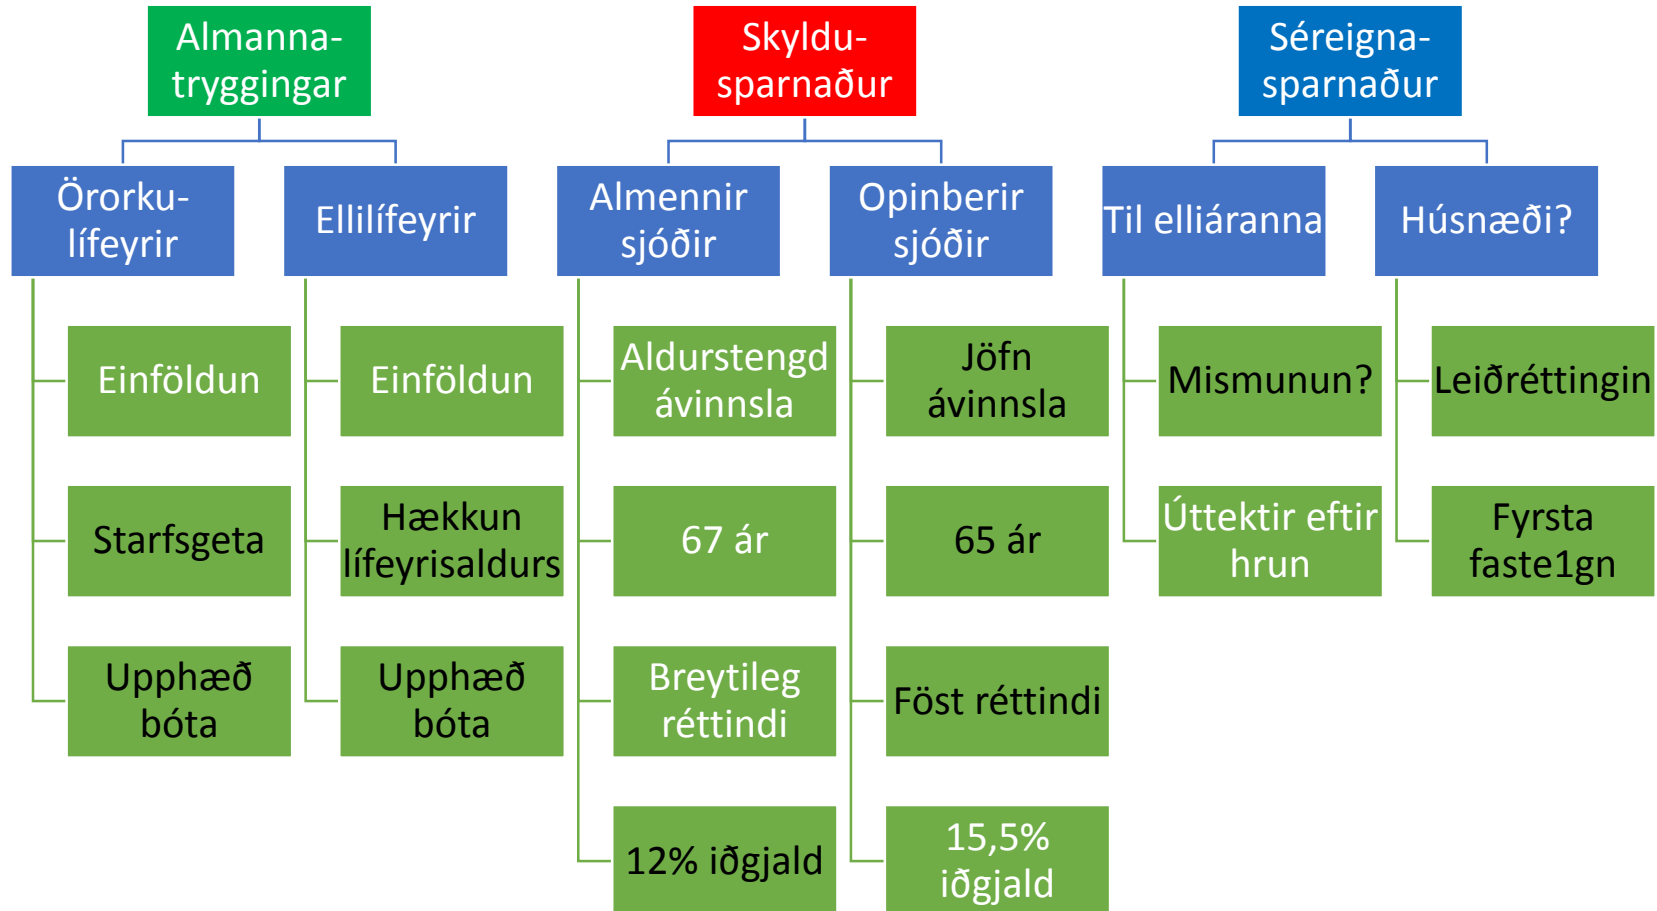 Almanna-
tryggingar
Skyldu-
sparnaður
Séreigna-
sparnaður
Örorku-
lífeyrir
Ellilífeyrir
Almennir
sjóðir
Opinberir
sjóðir
Til elliáranna
Húsnæði?
Einföldun
Einföldun
Aldurstengd
ávinnsla
Jöfn
ávinnsla
Mismunun?
Leiðréttingin
Starfsgeta
Hækkun
lífeyrisaldurs
67 ár
65 ár
Úttektir eftir
hrun
Fyrsta
faste1gn
Upphæð
bóta
Upphæð
bóta
Breytileg
réttindi
Föst réttindi
12% iðgjald
15,5%
iðgjald